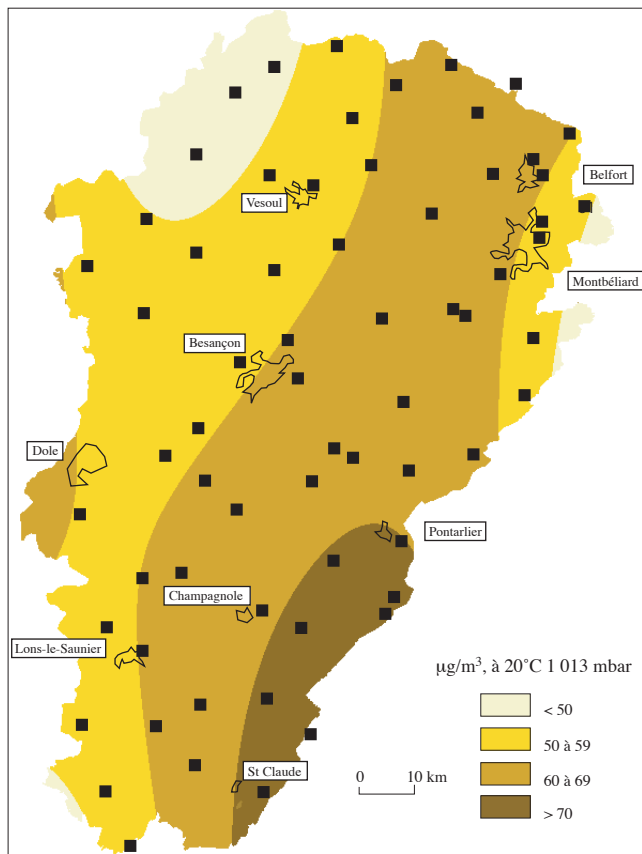 Belfort
Vesoul
Montbéliard
Besançon
Dole
Pontarlier
Champagnole
Lons-le-Saunier
µg/m³, à 20˚C 1 013 mbar
< 50
50 à 59
St Claude
0 10 km
60 à 69
> 70